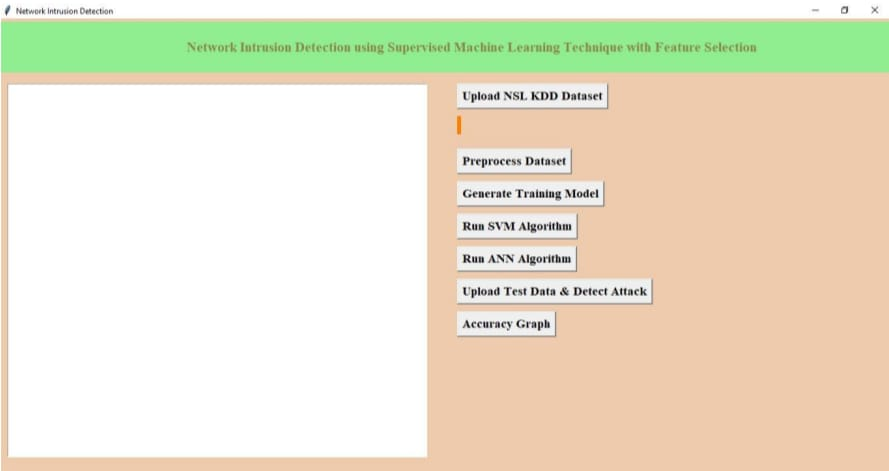 Network Intrusion Detection
Network Intrusion Detection using Supervised Machine Learning Technique with Feature Selection
Upload NSL KDD Dataset
Preprocess Dataset
Generate Training Model
Run SVM Algorithm
Run ANN Algorithm
Upload Test Data & Detect Attack
Accuracy Graph